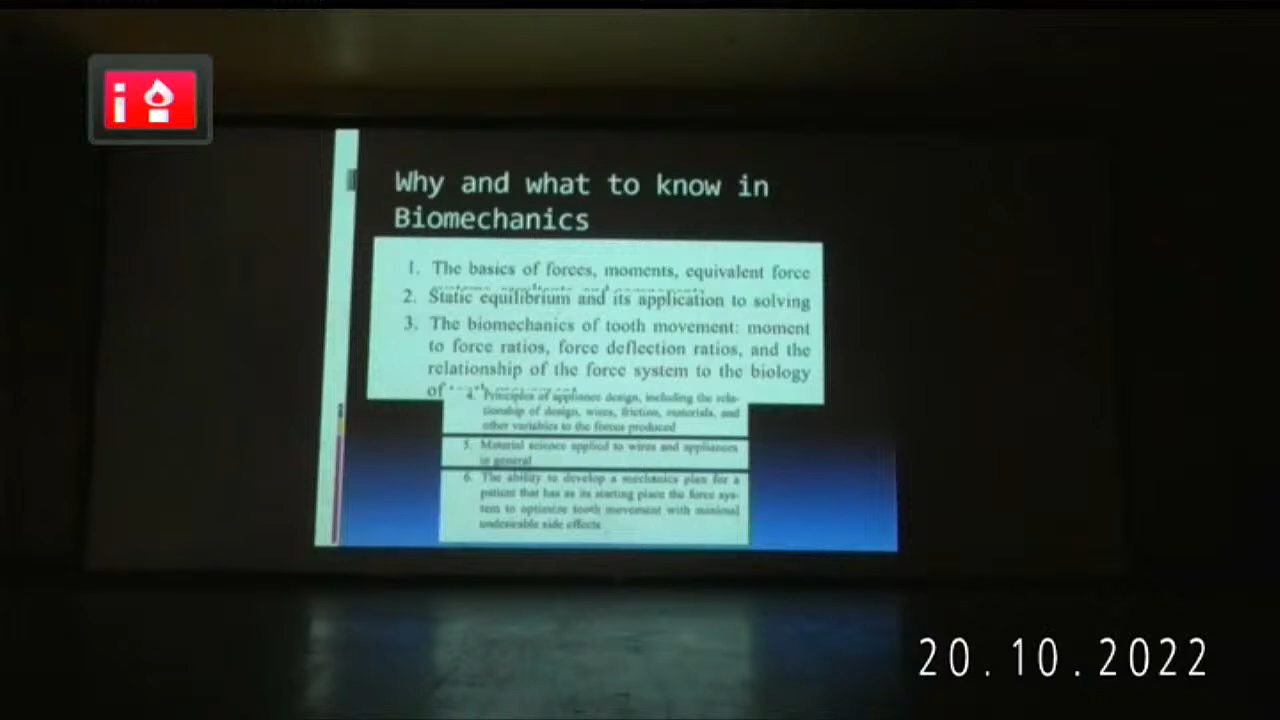 i
Why and what to know in
Biomechanics
1. The basics of forces, moments, equivalent force
2. Static equilibrium and its application to solving
3. The biomechanics of tooth movement: moment
to force ratios, force deflection ratios, and the
relationship of the force system to the biology
of
4. Principles of appliance design, including the rela-
tionship of design, wires, friction, materials, and
other variables to the forces produced
5. Material science applied to wires and appliances
in general
6. The ability to develop a mechanics plan for a
patient that has as its starting place the force sys-
tem to optimize tooth movement with
undesirable side effects
20.10.2022